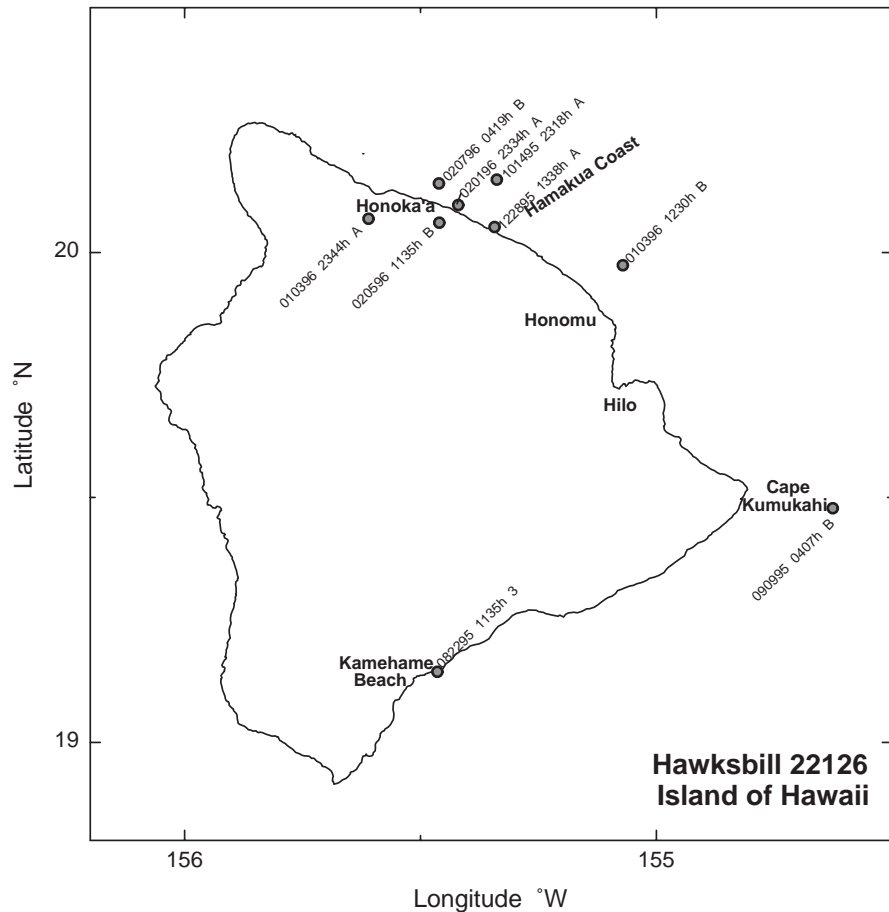 020796 0419h B
020196 2334h A
101495 2318h A
Hamakua Coast
122895 1338h A
Honoka'a
010396 2344h A
020596 1135h B
010396 1230h B
20
Honomu
Hilo
Latitude °N
Cape
Kumukahi
090995 0407h B
082295 1135h 3
Kamehame
Beach
19
Hawksbill 22126
Island of Hawaii
156
155
Longitude °W